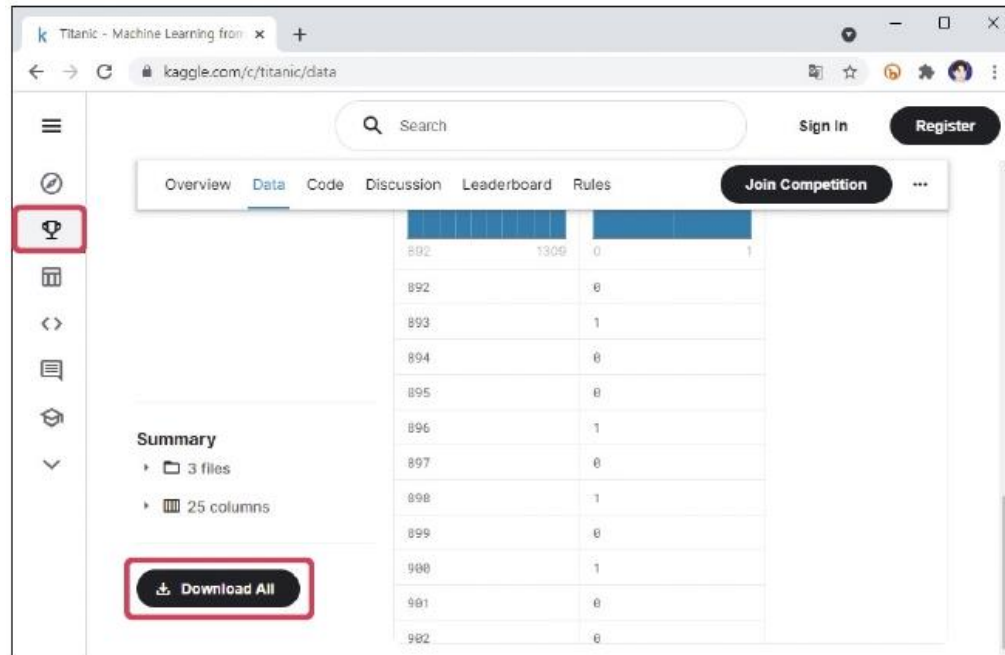 Titanic - Machine Learning from
kaggle.com/c/titanic/data
Search
Sign In
Register
Overview Data Code Discussion Leaderboard Rules
Join Competition
892 1309 0 1
892 0
893 1
894 0
895 0
896 1
897 0
898 1
899 0
900 1
901 0
902 0
Summary
3 files
25 columns
Download All